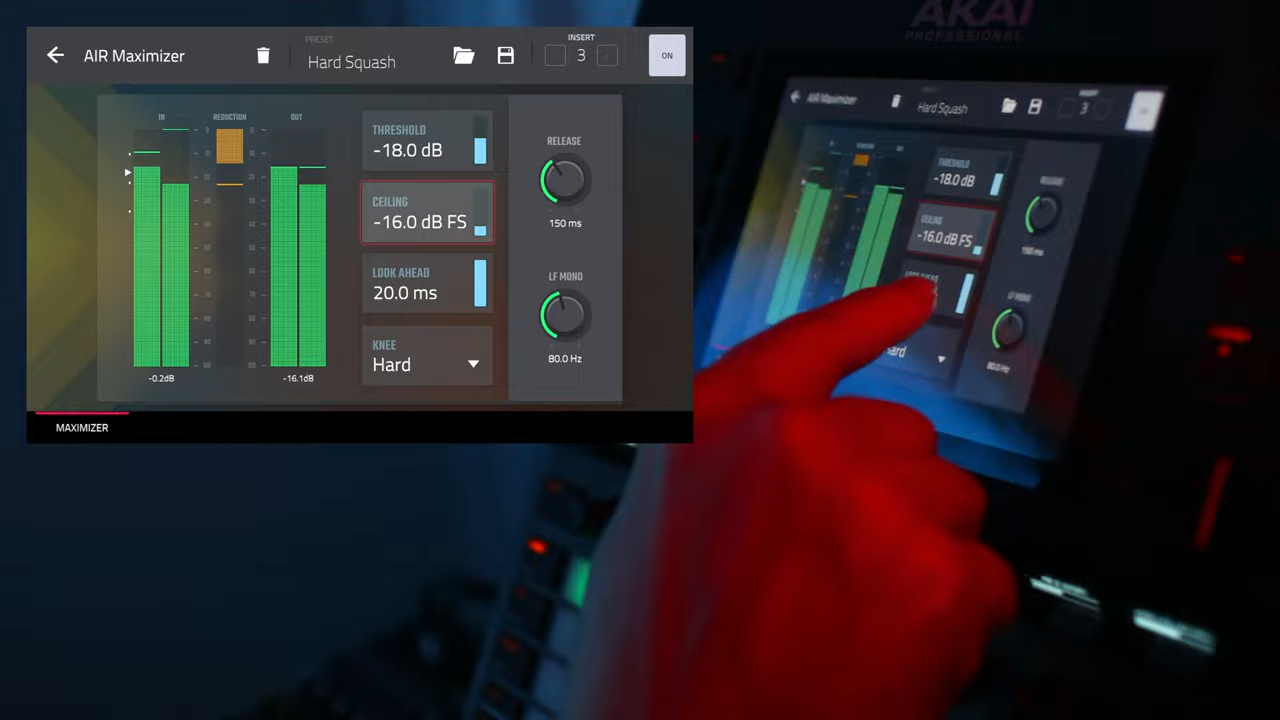 AIR Maximizer
PRESET
Hard Squash
INSERT
3
ON
IN
REDUCTION
OUT
THRESHOLD
-18.0 dB
CEILING
-16.0 dB FS
LOOK AHEAD
20.0 ms
KNEE
Hard
RELEASE
150 ms
LF MONO
80.0 Hz
-0.2dB
-16.1dB
MAXIMIZER
AKAI
PROFESSIONAL
AIR Maximizer
Hard Squash
3
THRESHOLD
-18.0 dB
CEILING
-16.0 dB FS
RELEASE
150 ms
LF MONO
80.0 Hz